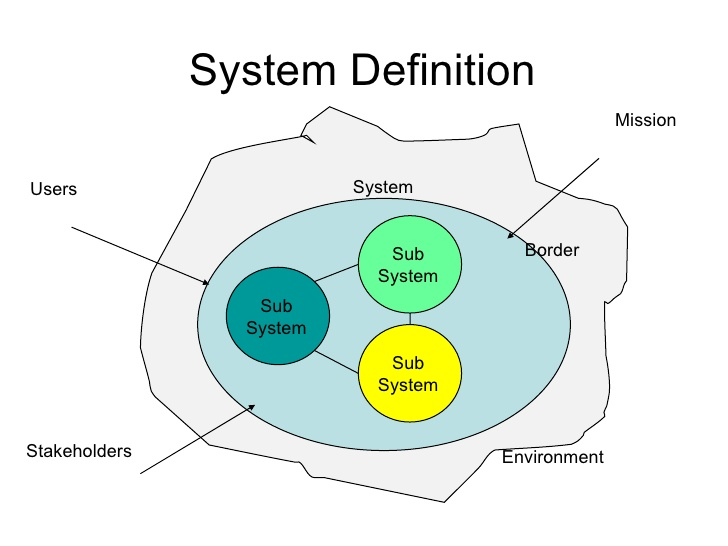 System Definition
Mission
Users
System
Border
Sub
System
Sub
System
Sub
System
Stakeholders
Environment